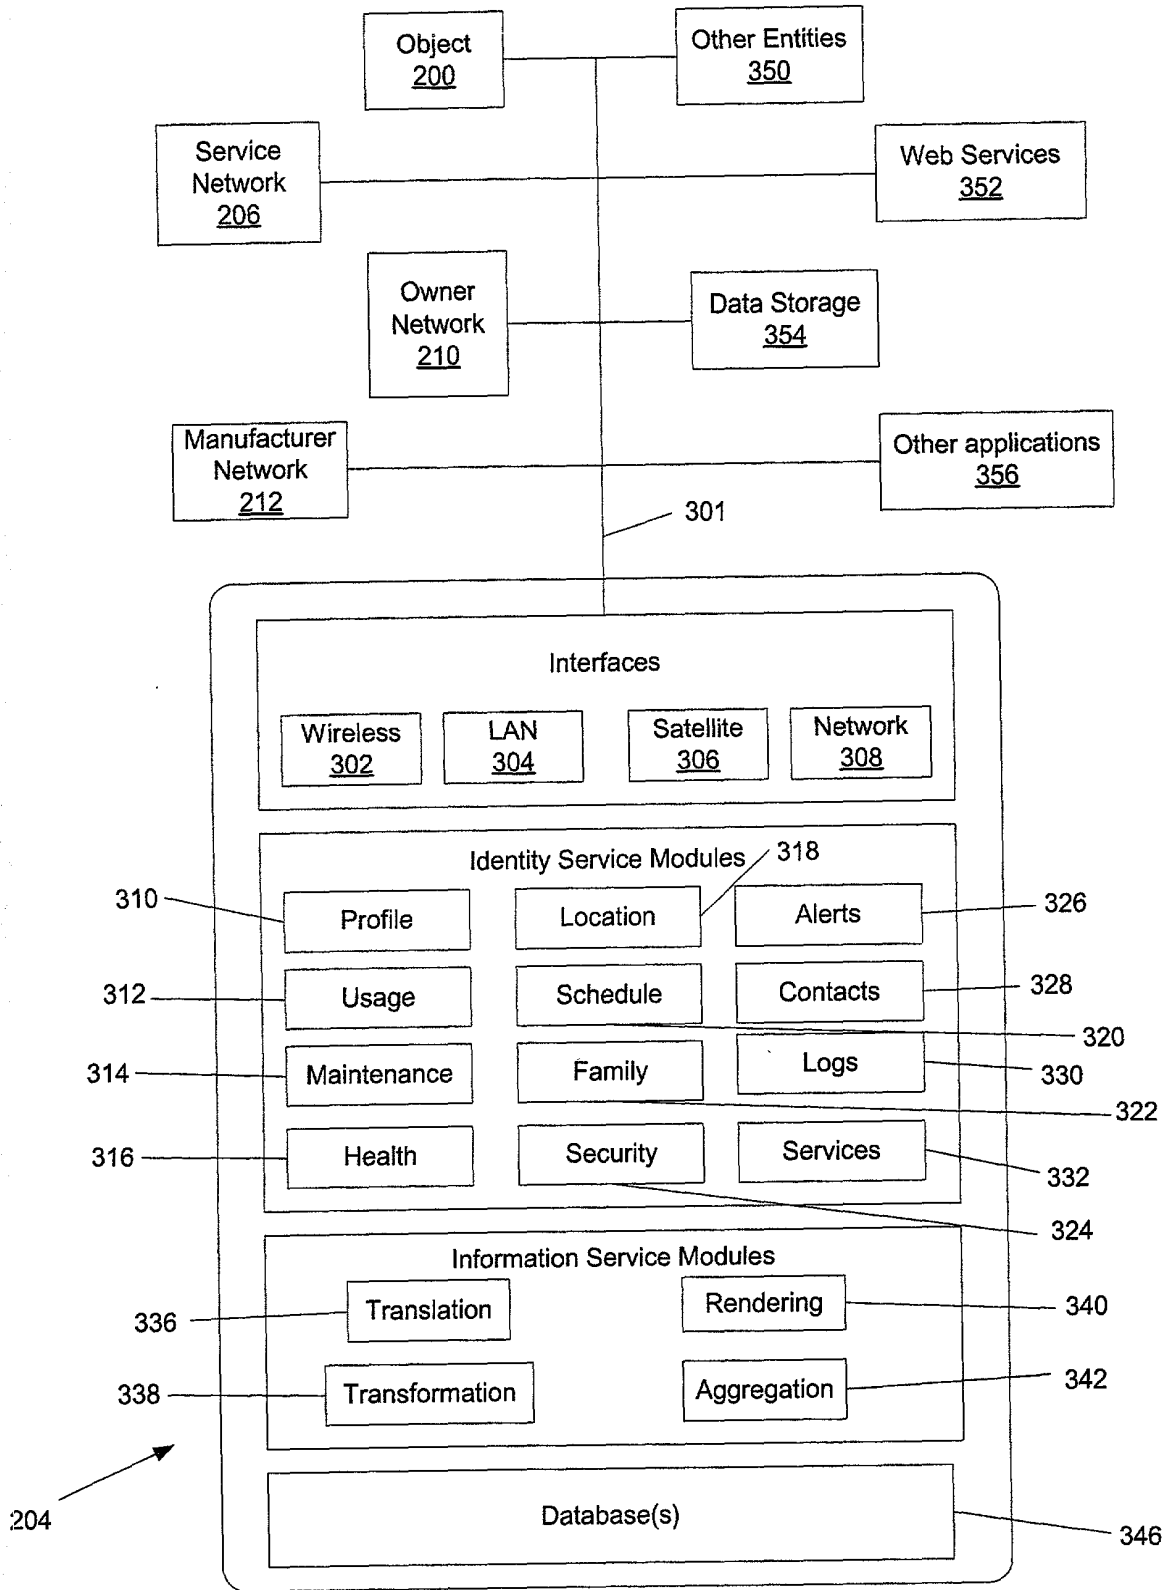 Object
200
Other Entities
350
Service
Network
206
Web Services
352
Owner
Network
210
Data Storage
354
Manufacturer
Network
212
Other applications
356
301
Interfaces
Wireless
302
LAN
304
Satellite
306
Network
308
Identity Service Modules
318
310
Profile
Location
Alerts
326
312
Usage
Schedule
Contacts
328
320
314
Maintenance
Family
Logs
330
322
316
Health
Security
Services
332
324
Information Service Modules
336
Translation
Rendering
340
338
Transformation
Aggregation
342
204
Database(s)
346